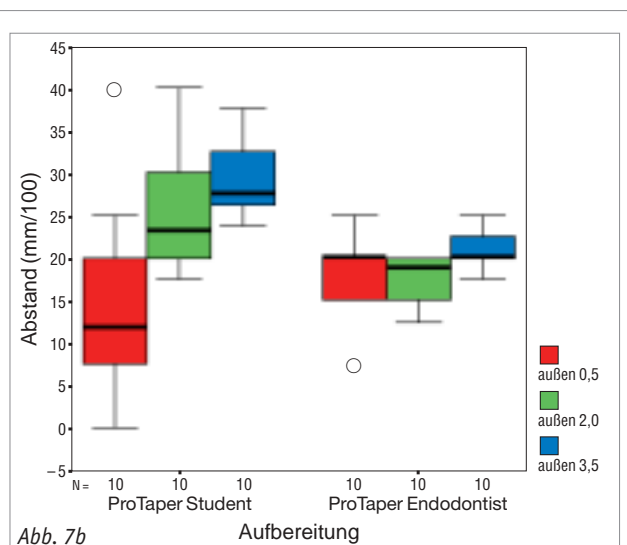 45
40
35
30
25
20
15
10
5
0
–5
Abstand (mm/100)
N = 10 10 10 10 10 10
ProTaper Student ProTaper Endodontist
Aufbereitung
außen 0,5
außen 2,0
außen 3,5
Abb. 7b